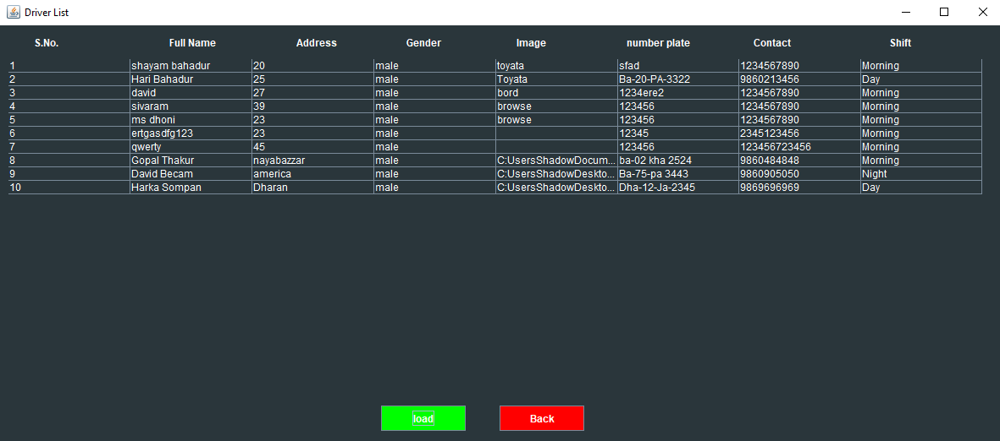 Driver List
S.No. Full Name Address Gender Image number plate Contact Shift
1 shayam bahadur 20 male toyata sfad 1234567890 Morning
2 Hari Bahadur 25 male Toyata Ba-20-PA-3322 9860213456 Day
3 david 27 male bord 1234ere2 1234567890 Morning
4 sivaram 39 male browse 123456 1234567890 Morning
5 ms dhoni 23 male browse 123456 1234567890 Morning
6 ertgasdfg123 23 male 12345 2345123456 Morning
7 qwerty 45 male 123456 123456723456 Morning
8 Gopal Thakur nayabazzar male C:UsersShadowDocum... ba-02 kha 2524 9860484848 Morning
9 David Becam america male C:UsersShadowDeskto... Ba-75-pa 3443 9860905050 Night
10 Harka Sompan Dharan male C:UsersShadowDeskto... Dha-12-Ja-2345 9869696969 Day
load Back